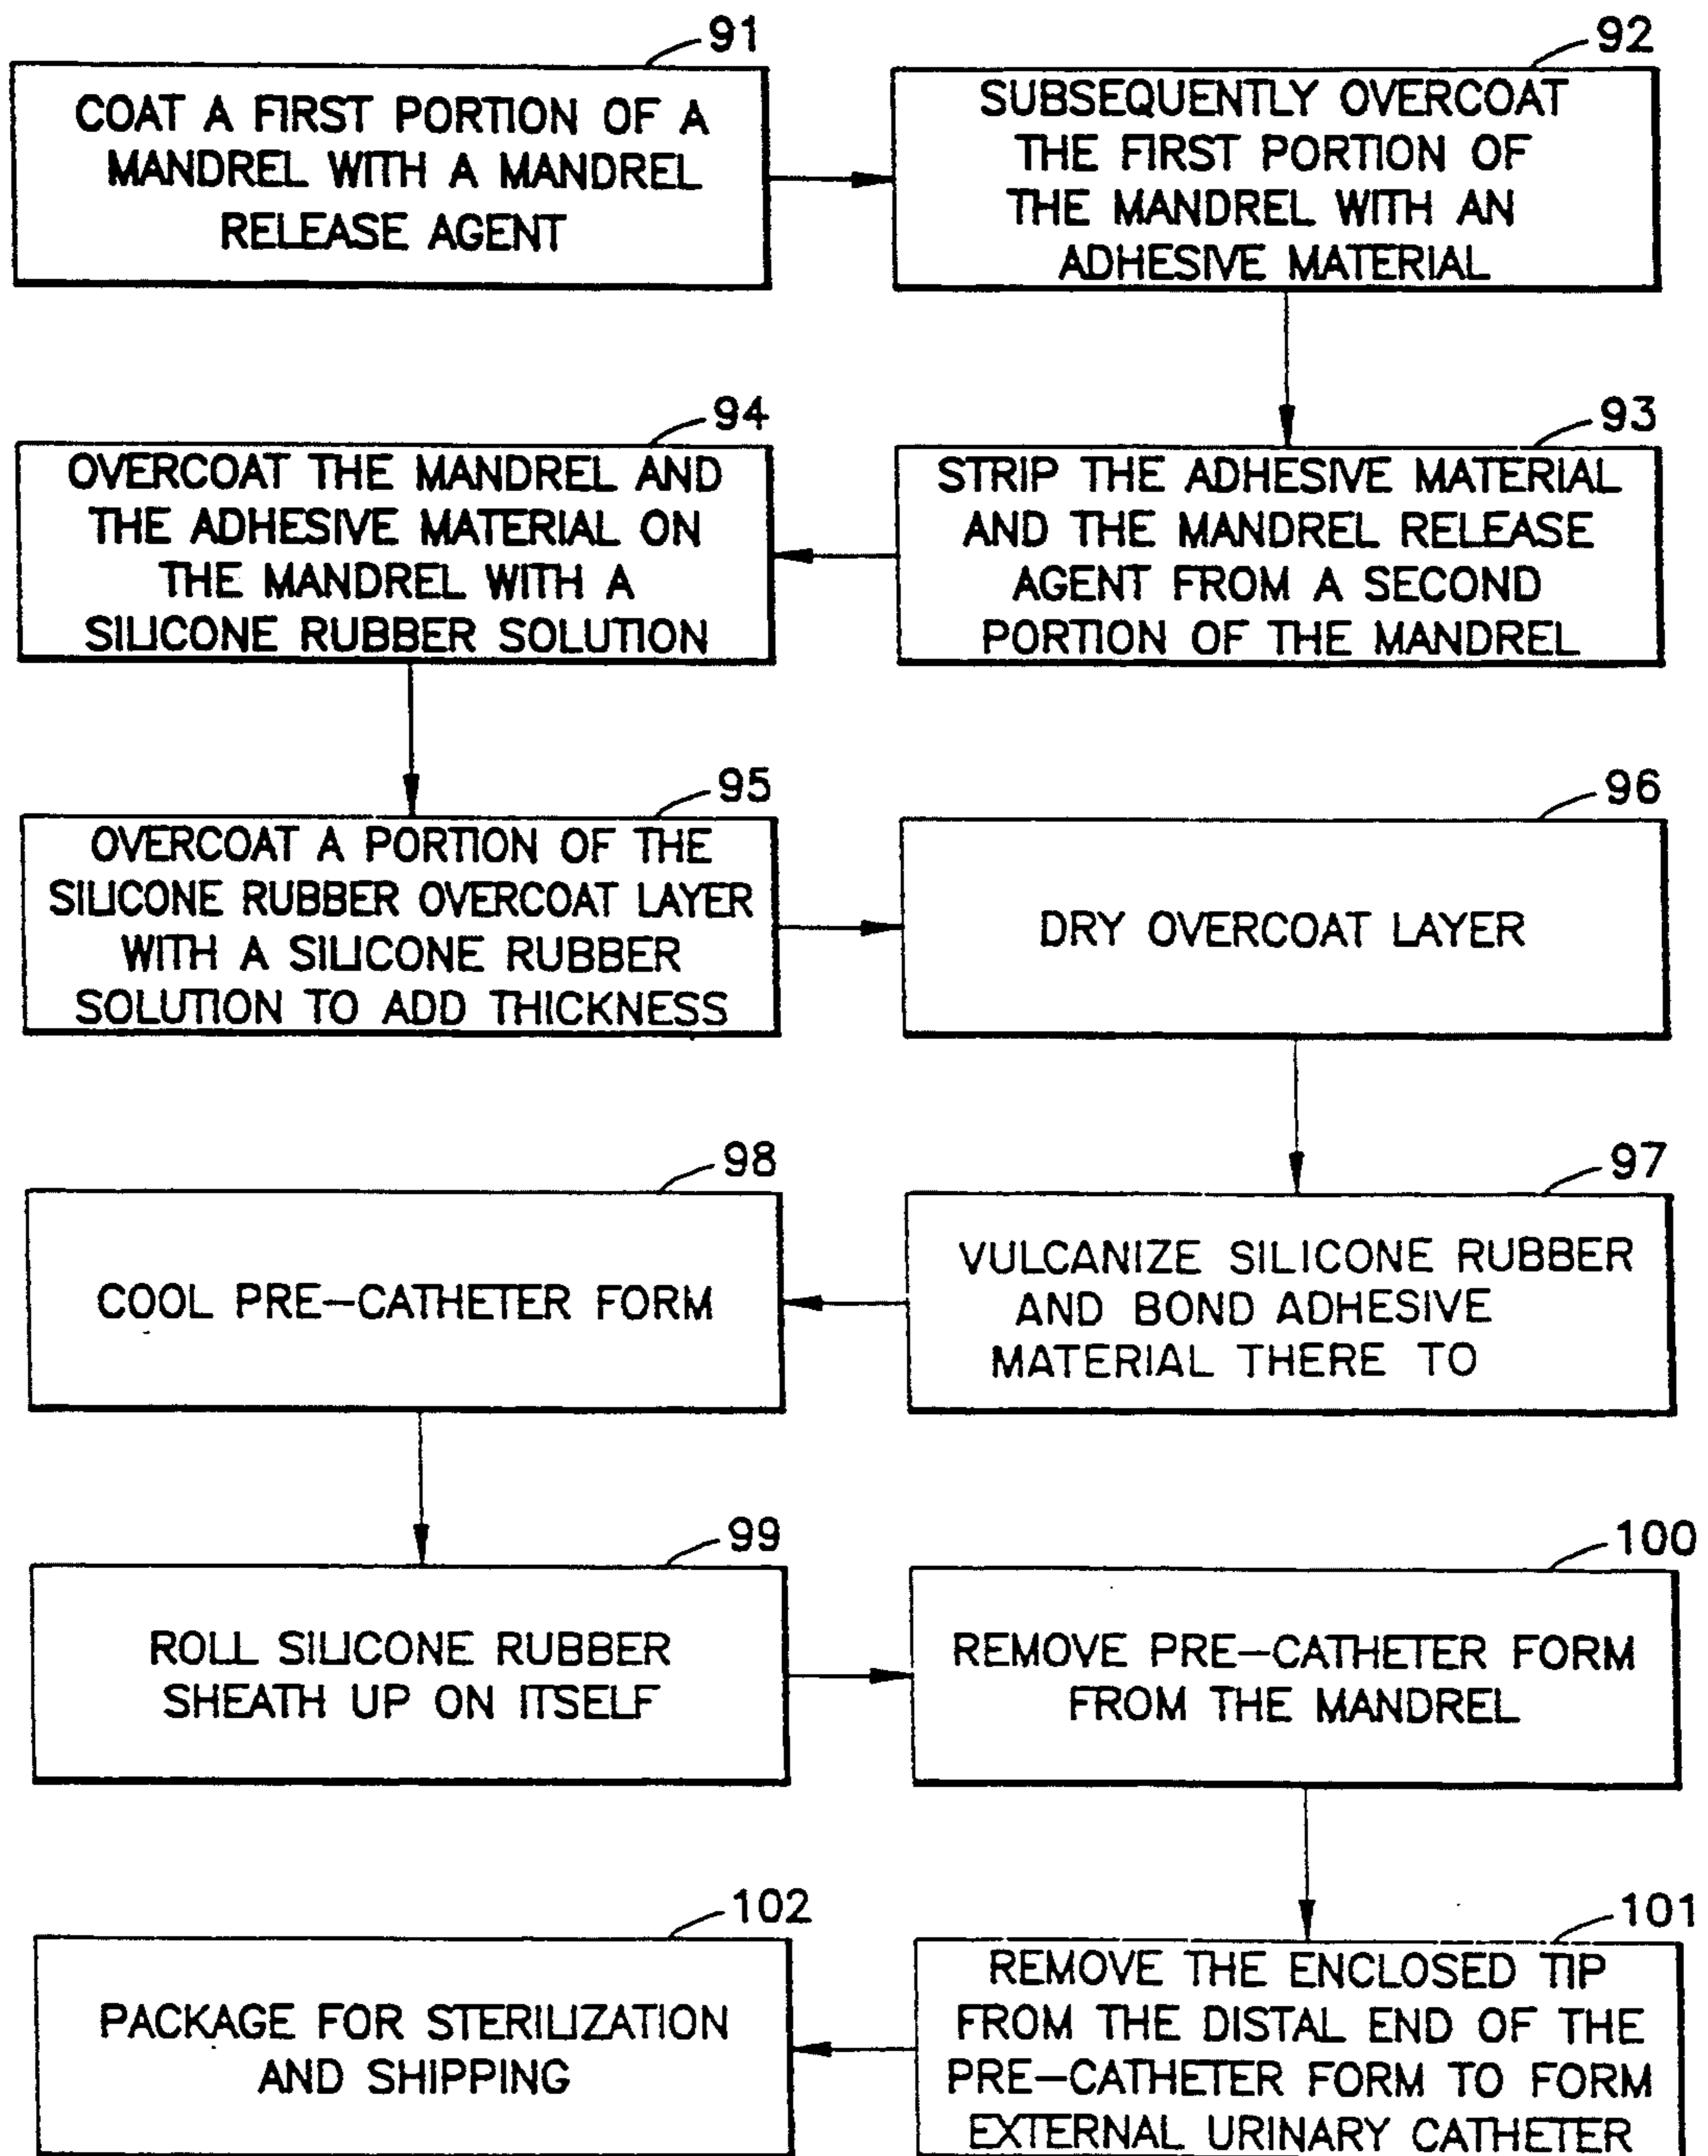 91
COAT A FIRST PORTION OF A
MANDREL WITH A MANDREL
RELEASE AGENT
92
SUBSEQUENTLY OVERCOAT
THE FIRST PORTION OF
THE MANDREL WITH AN
ADHESIVE MATERIAL
93
STRIP THE ADHESIVE MATERIAL
AND THE MANDREL RELEASE
AGENT FROM A SECOND
PORTION OF THE MANDREL
94
OVERCOAT THE MANDREL AND
THE ADHESIVE MATERIAL ON
THE MANDREL WITH A
SILICONE RUBBER SOLUTION
95
OVERCOAT A PORTION OF THE
SILICONE RUBBER OVERCOAT LAYER
WITH A SILICONE RUBBER
SOLUTION TO ADD THICKNESS
96
DRY OVERCOAT LAYER
97
VULCANIZE SILICONE RUBBER
AND BOND ADHESIVE
MATERIAL THERE TO
98
COOL PRE-CATHETER FORM
99
ROLL SILICONE RUBBER
SHEATH UP ON ITSELF
100
REMOVE PRE-CATHETER FORM
FROM THE MANDREL
101
REMOVE THE ENCLOSED TIP
FROM THE DISTAL END OF THE
PRE-CATHETER FORM TO FORM
EXTERNAL URINARY CATHETER
102
PACKAGE FOR STERILIZATION
AND SHIPPING